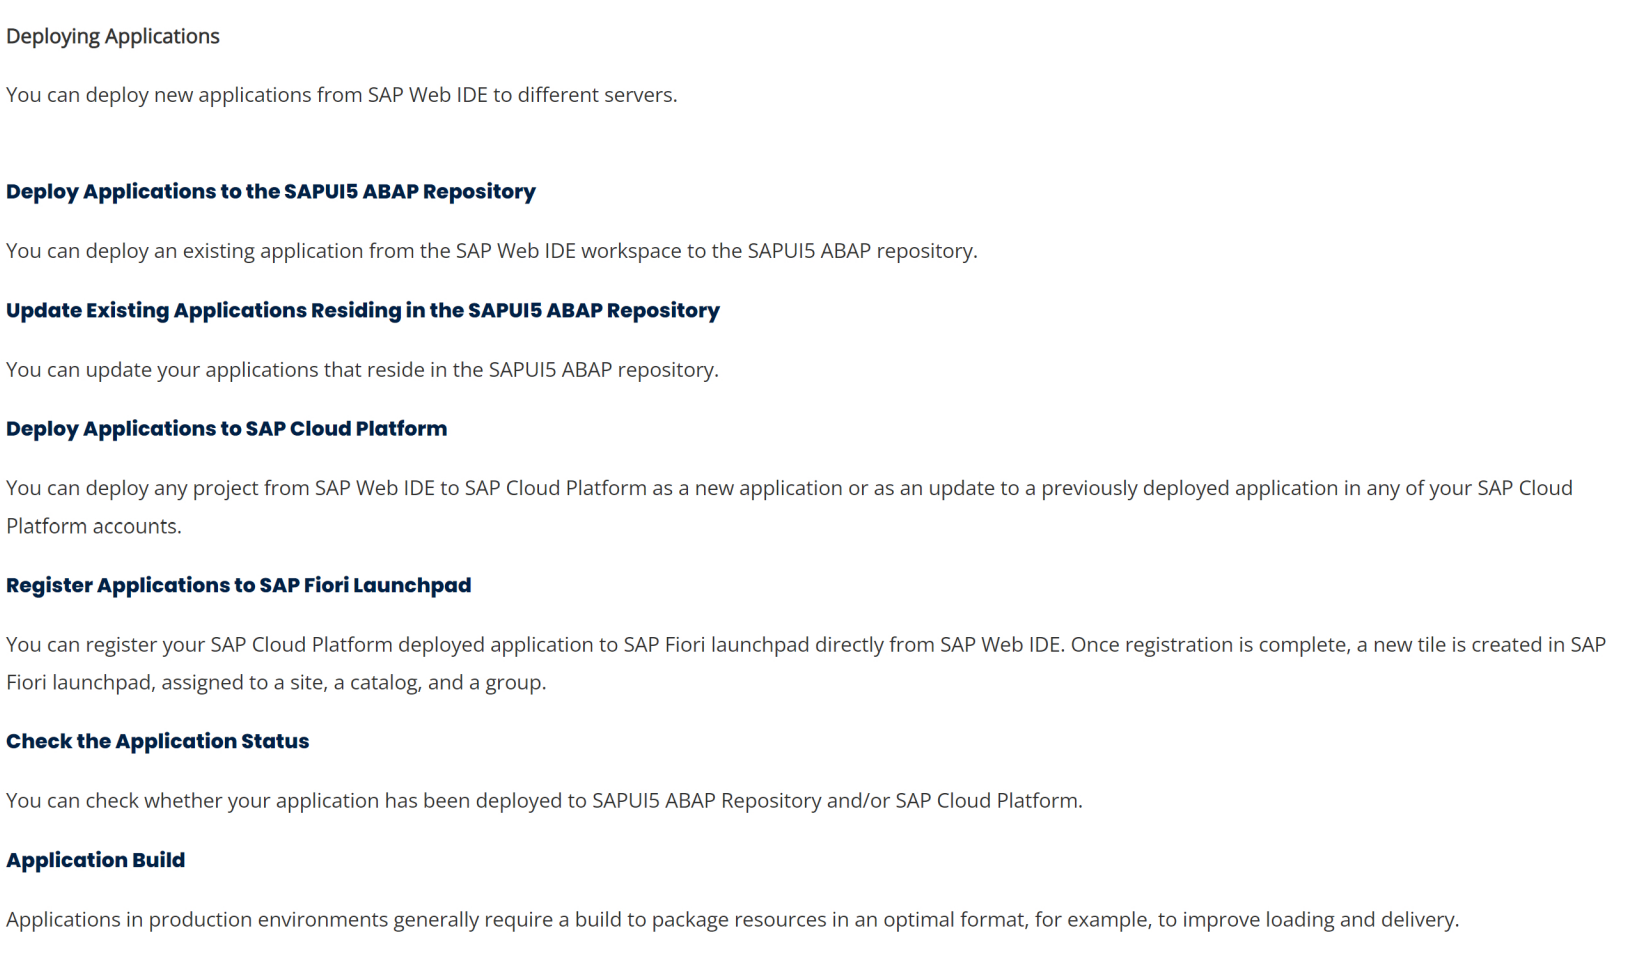 Deploying Applications
You can deploy new applications from SAP Web IDE to different servers.
Deploy Applications to the SAPUI5 ABAP Repository
You can deploy an existing application from the SAP Web IDE workspace to the SAPUI5 ABAP repository.
Update Existing Applications Residing in the SAPUI5 ABAP Repository
You can update your applications that reside in the SAPUI5 ABAP repository.
Deploy Applications to SAP Cloud Platform
You can deploy any project from SAP Web IDE to SAP Cloud Platform as a new application or as an update to a previously deployed application in any of your SAP Cloud
Platform accounts.
Register Applications to SAP Fiori Launchpad
You can register your SAP Cloud Platform deployed application to SAP Fiori launchpad directly from SAP Web IDE. Once registration is complete, a new tile is created in SAP
Fiori launchpad, assigned to a site, a catalog, and a group.
Check the Application Status
You can check whether your application has been deployed to SAPUI5 ABAP Repository and/or SAP Cloud Platform.
Application Build
Applications in production environments generally require a build to package resources in an optimal format, for example, to improve loading and delivery.